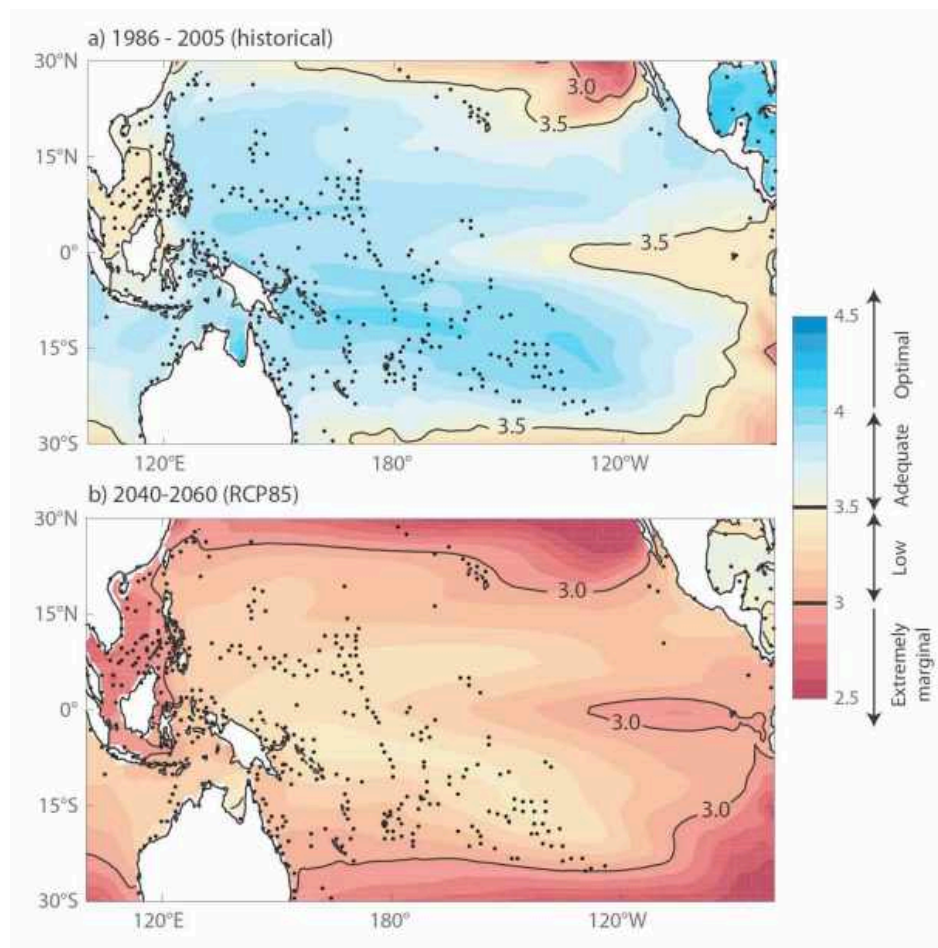 a) 1986 - 2005 (historical)
30°N
3.0
3.5
15°N
3.5
0°
15°S
3.5
30°S
120°E 180° 120°W
4.5
Optimal
4
Adequate
3.5
Low
3
Extremely
marginal
2.5
b) 2040-2060 (RCP85)
30°N
3.0
15°N
0°
3.0
15°S
3.0
30°S
120°E 180° 120°W